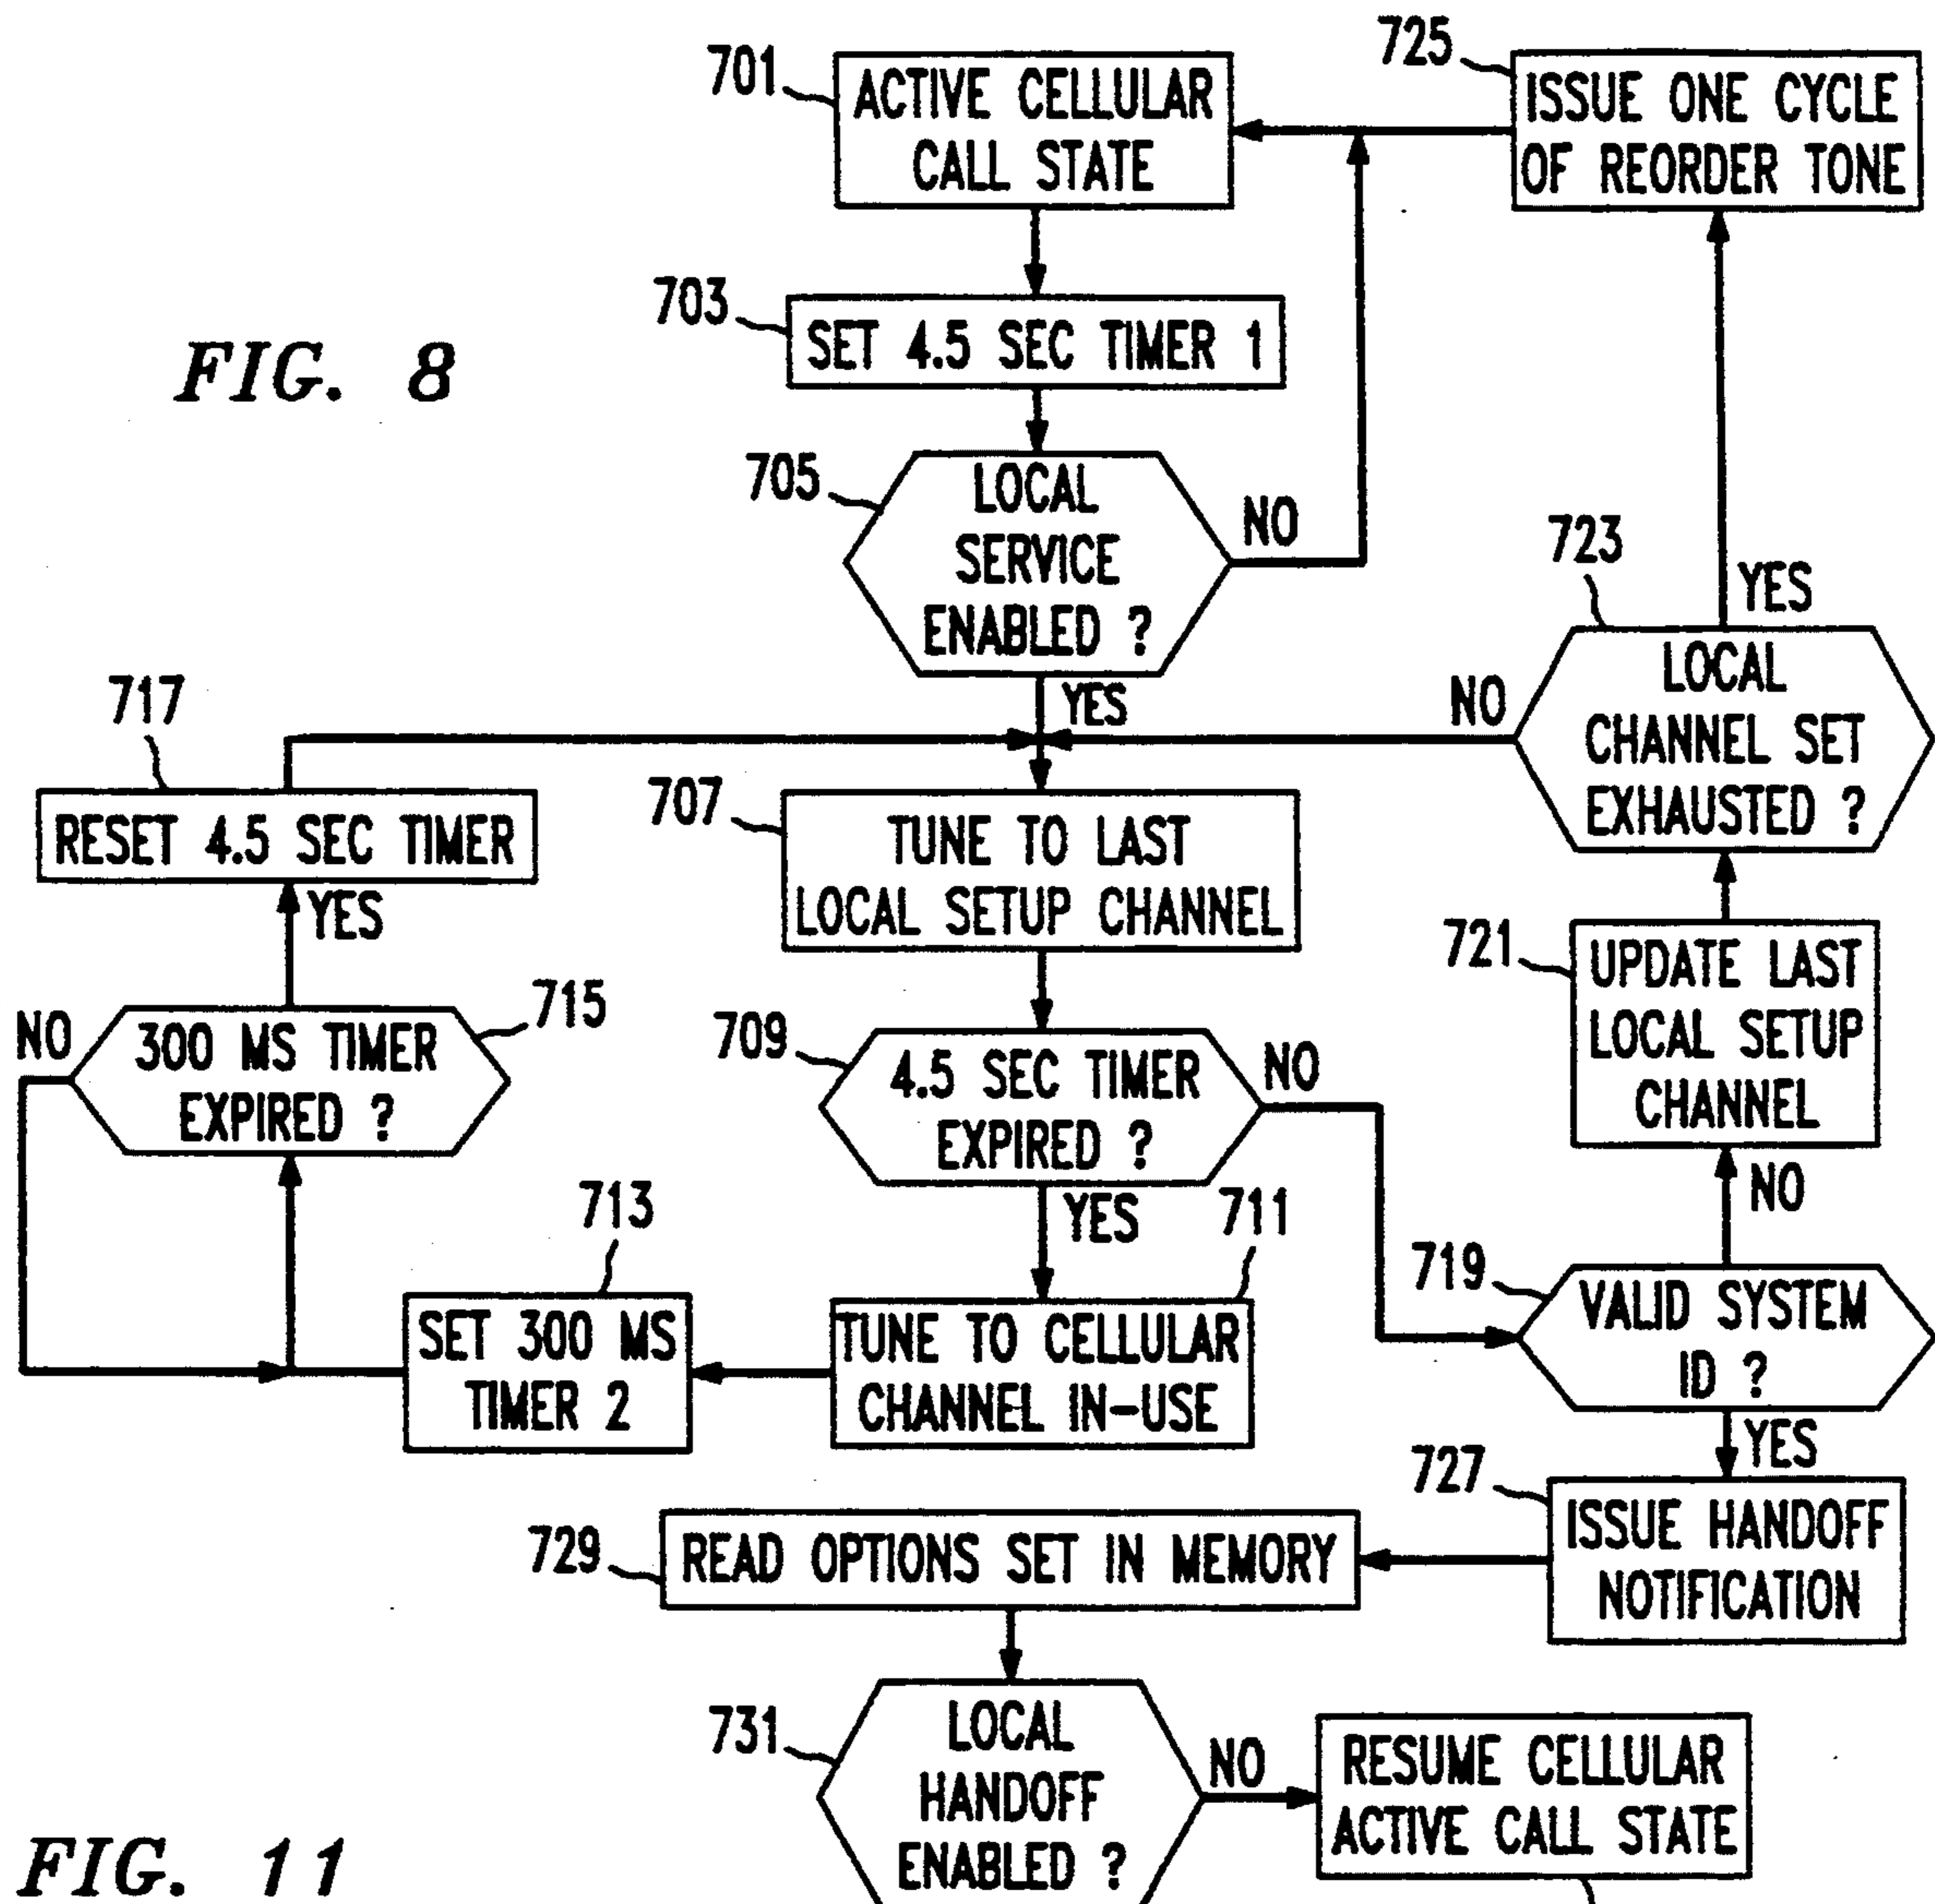 701
ACTIVE CELLULAR
CALL STATE
725
ISSUE ONE CYCLE
OF REORDER TONE
FIG. 8
703
SET 4.5 SEC TIMER 1
705
LOCAL
SERVICE
ENABLED ?
NO
YES
723
YES
LOCAL
CHANNEL SET
EXHAUSTED ?
NO
717
RESET 4.5 SEC TIMER
YES
707
TUNE TO LAST
LOCAL SETUP CHANNEL
721
UPDATE LAST
LOCAL SETUP
CHANNEL
NO
NO
300 MS TIMER
EXPIRED ?
715
709
4.5 SEC TIMER
EXPIRED ?
NO
YES
713
SET 300 MS
TIMER 2
711
TUNE TO CELLULAR
CHANNEL IN-USE
719
VALID SYSTEM
ID ?
YES
727
ISSUE HANDOFF
NOTIFICATION
729
READ OPTIONS SET IN MEMORY
731
LOCAL
HANDOFF
ENABLED ?
NO
RESUME CELLULAR
ACTIVE CALL STATE
FIG. 11